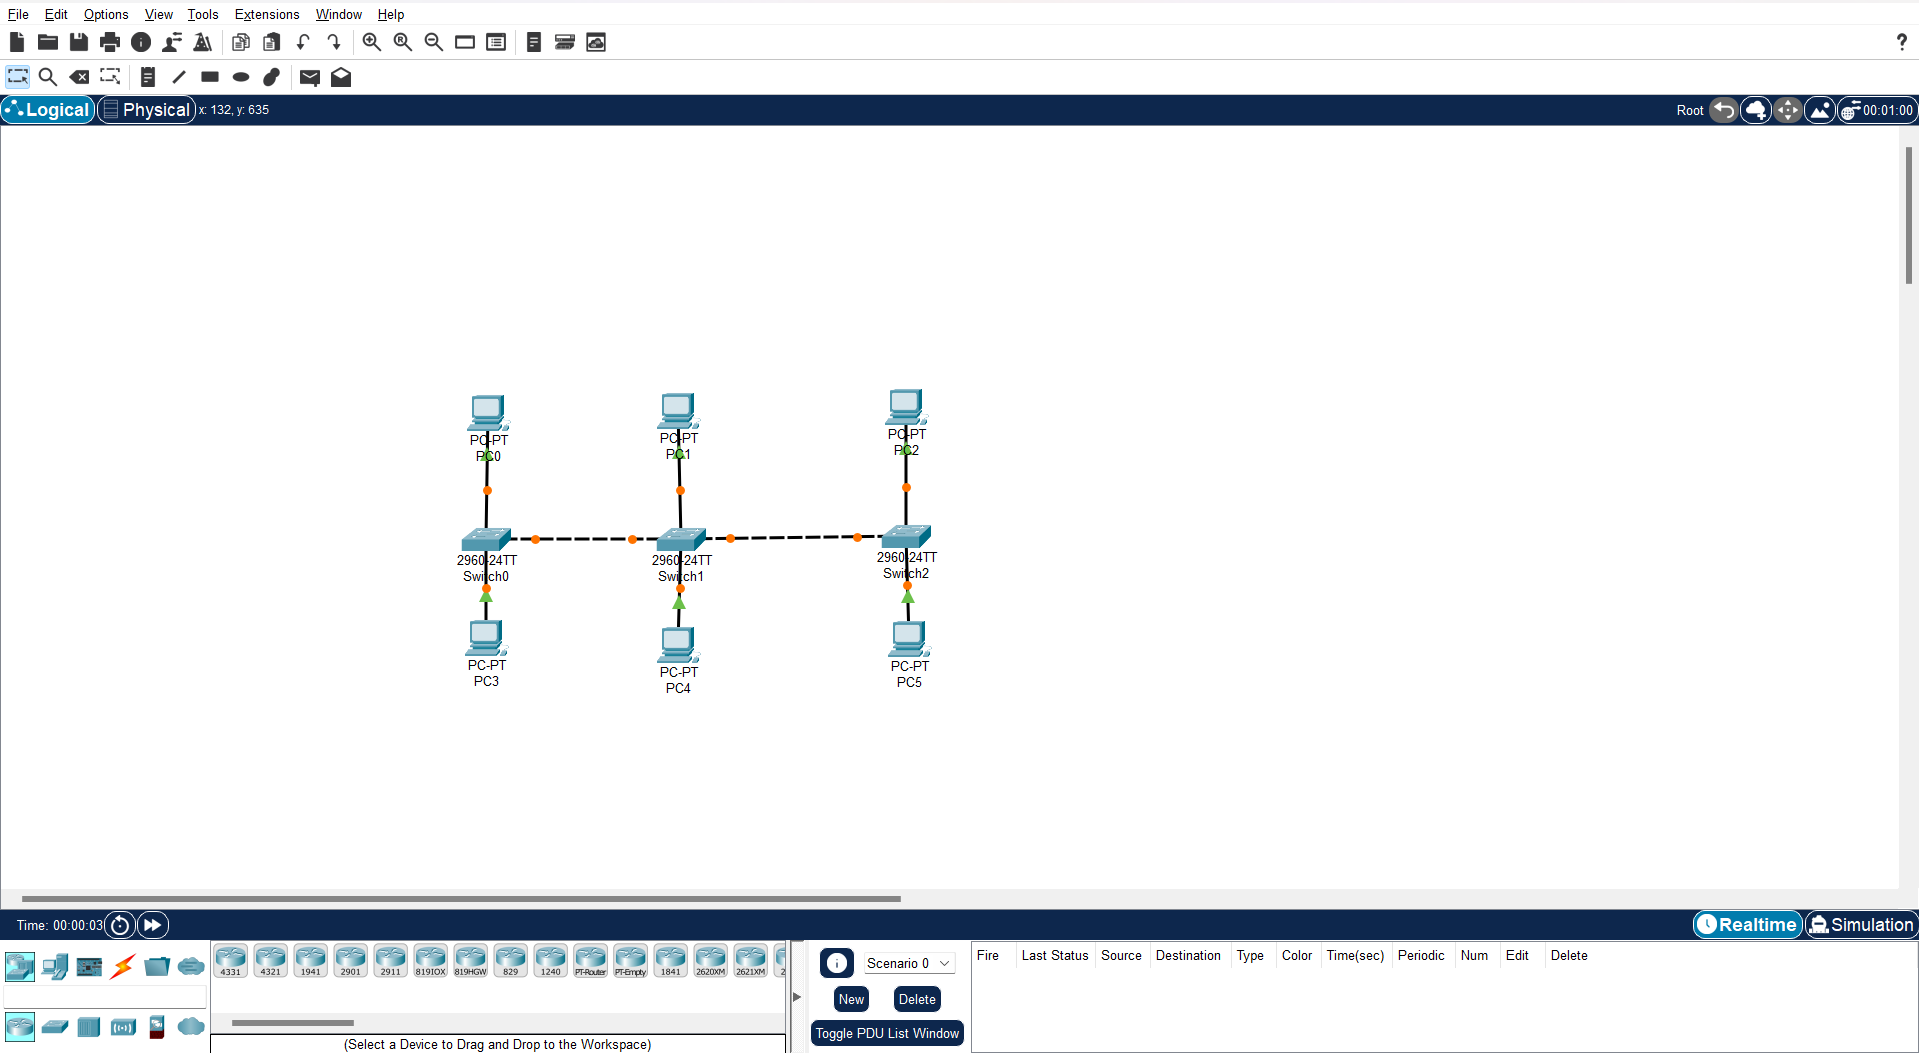 File Edit Options View Tools Extensions Window Help
?
Logical Physical x: 132, y: 635 Root 00:01:00
PC-PT
PC0
PC-PT
PC1
PC-PT
PC2
2960-24TT
Switch0
2960-24TT
Switch1
2960-24TT
Switch2
PC-PT
PC3
PC-PT
PC4
PC-PT
PC5
Time: 00:00:03 Realtime Simulation
4331 4321 1941 2901 2911 819IOX 819HGW 829 1240 PT-Router PT-Empty 1841 2620XM 2621XM 2
Scenario 0
New Delete
Toggle PDU List Window
Fire Last Status Source Destination Type Color Time(sec) Periodic Num Edit Delete
(Select a Device to Drag and Drop to the Workspace)